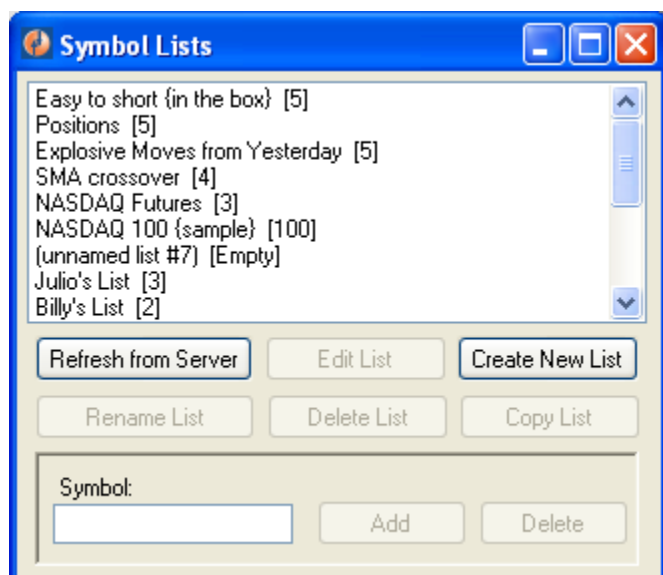 Symbol Lists
Easy to short {in the box} [5]
Positions [5]
Explosive Moves from Yesterday [5]
SMA crossover [4]
NASDAQ Futures [3]
NASDAQ 100 {sample} [100]
(unnamed list #7) [Empty]
Julio's List [3]
Billy's List [2]
Refresh from Server Edit List Create New List
Rename List Delete List Copy List
Symbol:
Add Delete